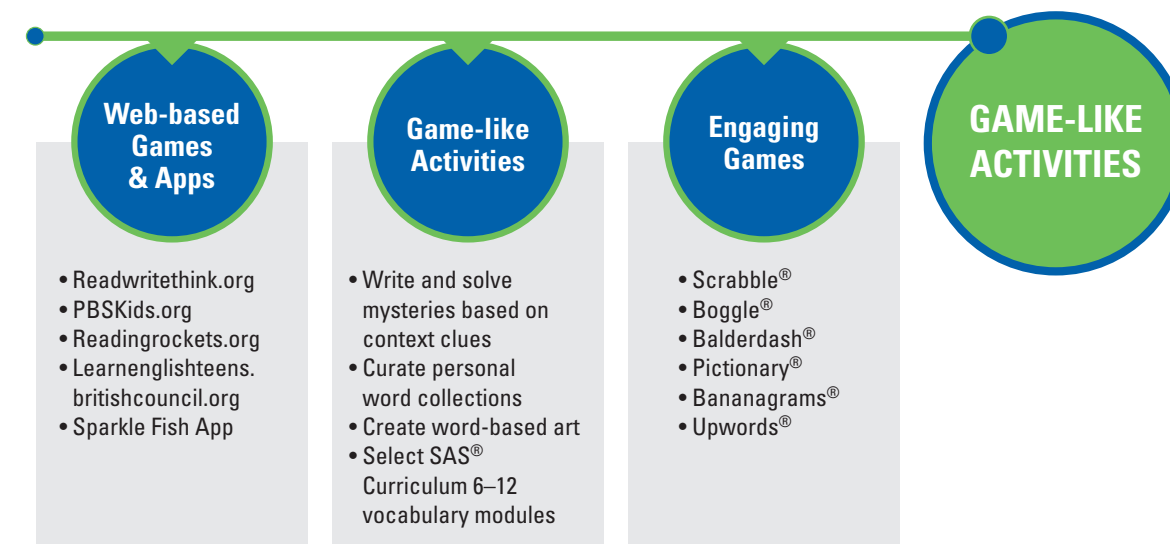 Web-based
Games
& Apps
• Readwritethink.org
• PBSKids.org
• Readingrockets.org
• Learnenglishteens.
britishcouncil.org
• Sparkle Fish App
Game-like
Activities
• Write and solve
mysteries based on
context clues
• Curate personal
word collections
• Create word-based art
• Select SAS®
Curriculum 6–12
vocabulary modules
Engaging
Games
• Scrabble®
• Boggle®
• Balderdash®
• Pictionary®
• Bananagrams®
• Upwords®
GAME-LIKE
ACTIVITIES